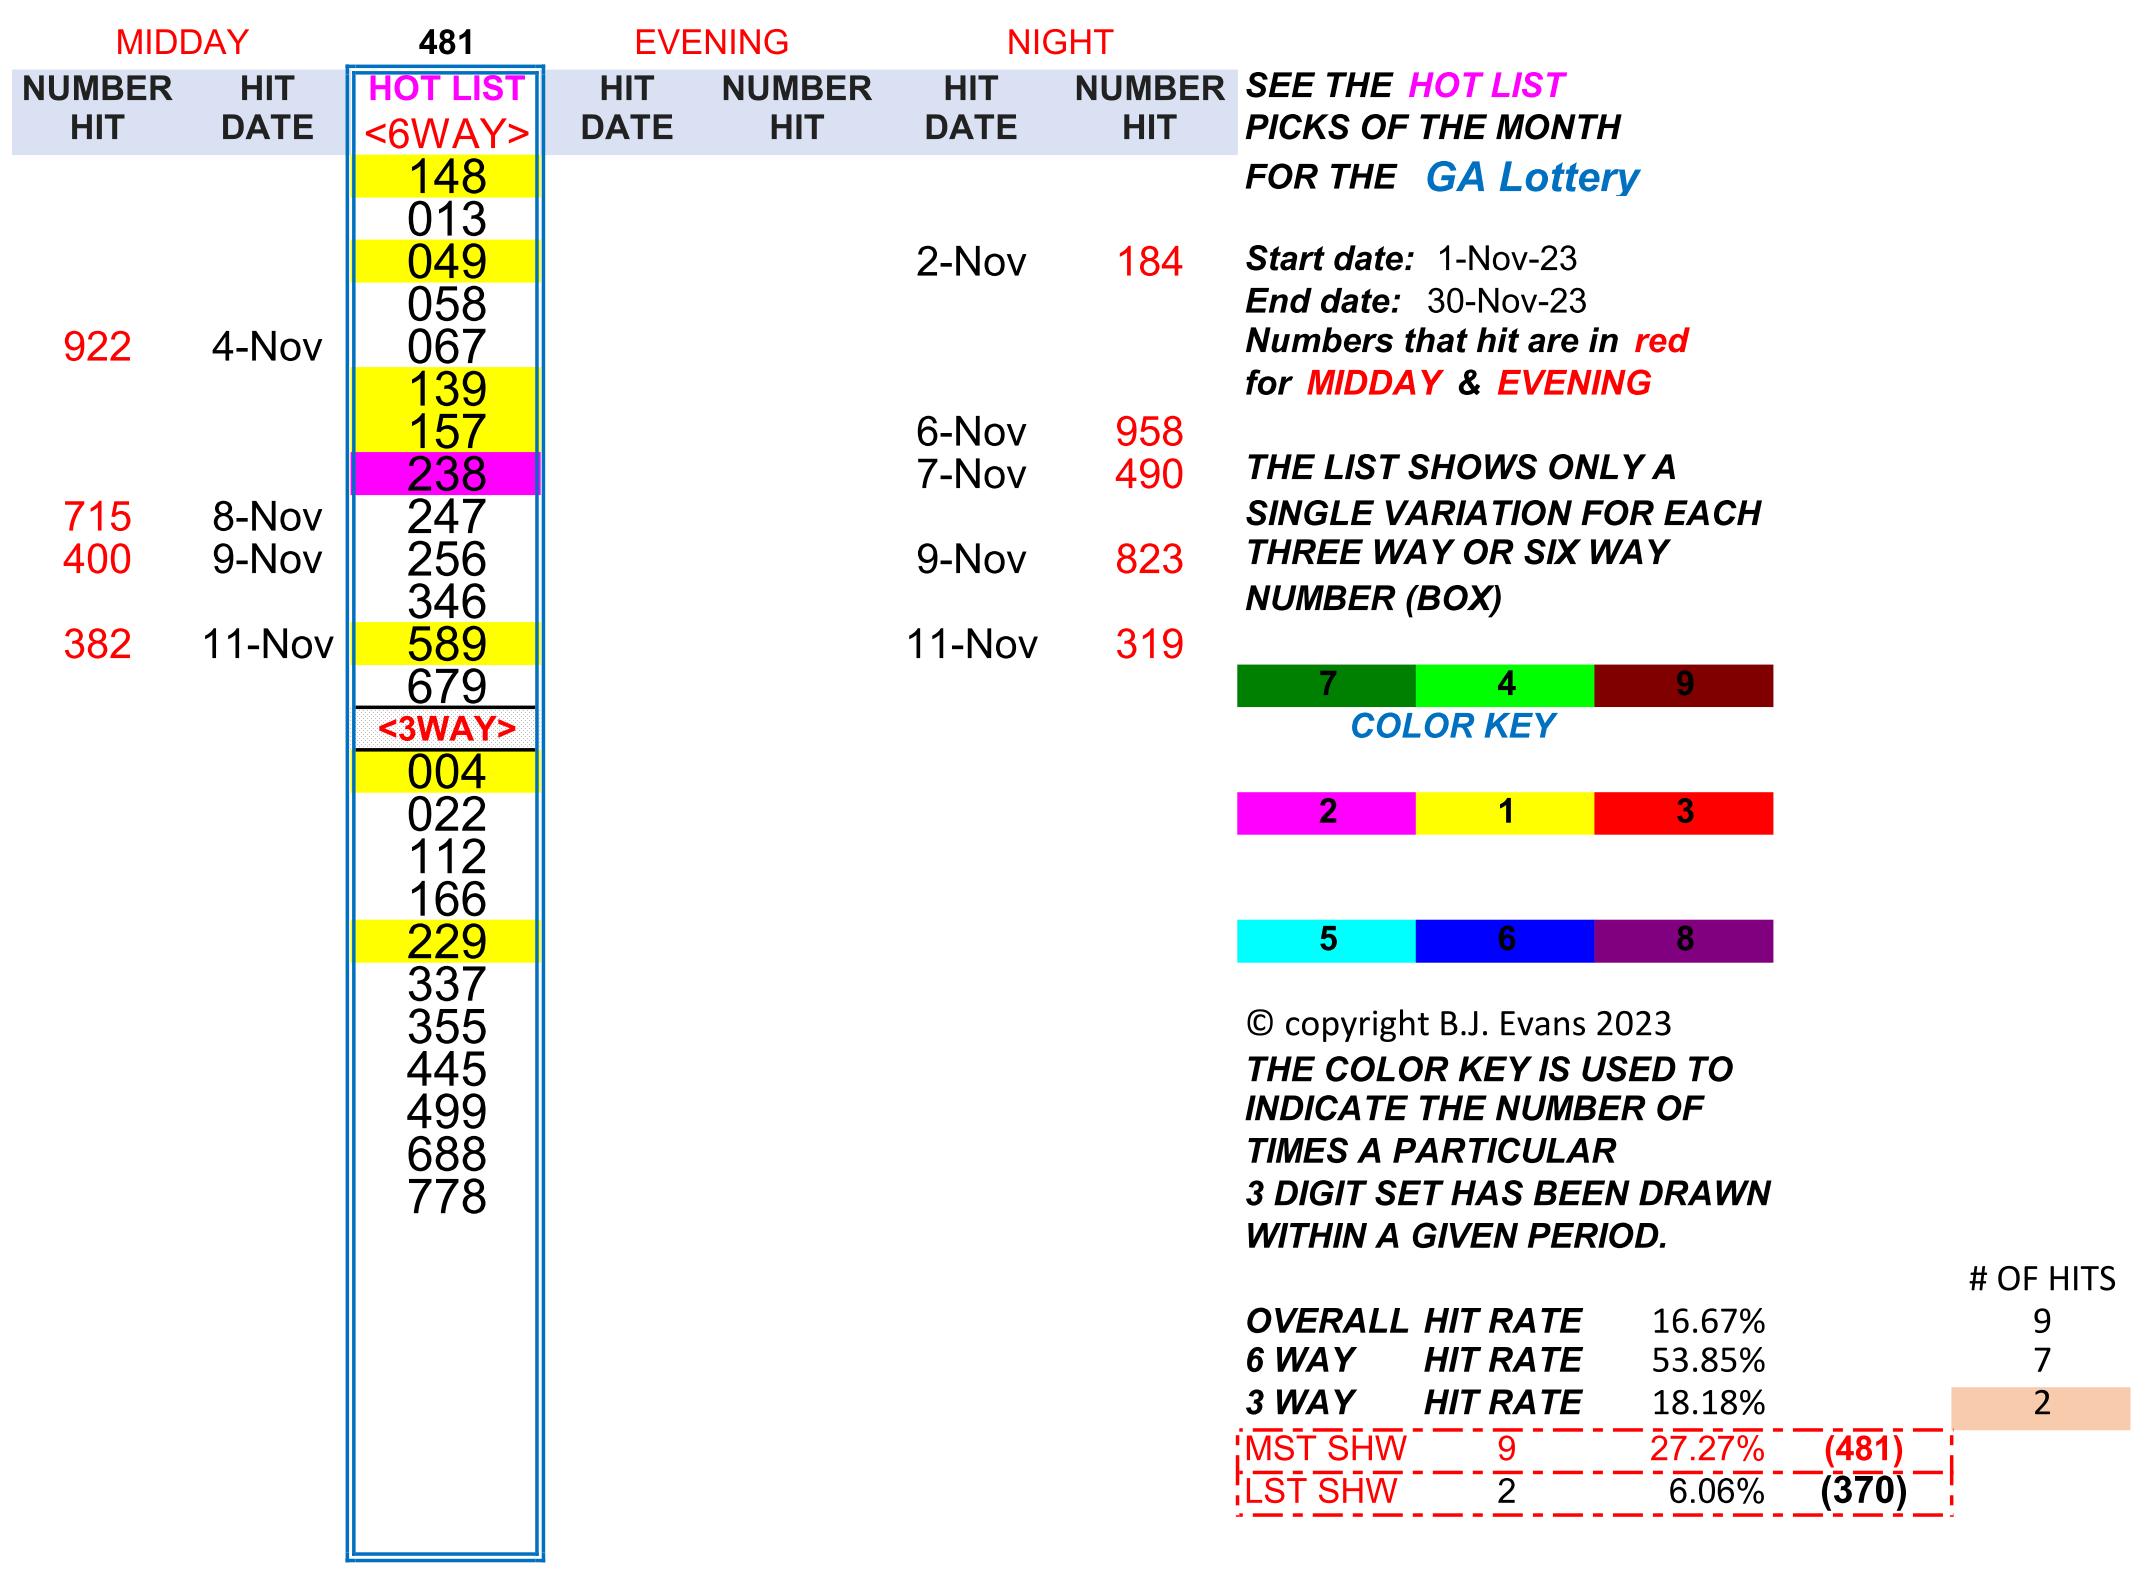 MIDDAY 481 EVENING NIGHT
NUMBER HIT HOT LIST HIT NUMBER HIT NUMBER SEE THE HOT LIST
HIT DATE <6WAY> DATE HIT DATE HIT PICKS OF THE MONTH
148 FOR THE GA Lottery
013
049 2-Nov 184 Start date: 1-Nov-23
058 End date: 30-Nov-23
922 4-Nov 067 Numbers that hit are in red
139 for MIDDAY & EVENING
157 6-Nov 958
238 7-Nov 490 THE LIST SHOWS ONLY A
715 8-Nov 247 SINGLE VARIATION FOR EACH
400 9-Nov 256 9-Nov 823 THREE WAY OR SIX WAY
346 NUMBER (BOX)
382 11-Nov 589 11-Nov 319
679 7 4 9
<3WAY> COLOR KEY
004
022 2 1 3
112
166
229 5 6 8
337
355 © copyright B.J. Evans 2023
445 THE COLOR KEY IS USED TO
499 INDICATE THE NUMBER OF
688 TIMES A PARTICULAR
778 3 DIGIT SET HAS BEEN DRAWN
WITHIN A GIVEN PERIOD.
# OF HITS
OVERALL HIT RATE 16.67% 9
6 WAY HIT RATE 53.85% 7
3 WAY HIT RATE 18.18% 2
MST SHW 9 27.27% (481)
LST SHW 2 6.06% (370)